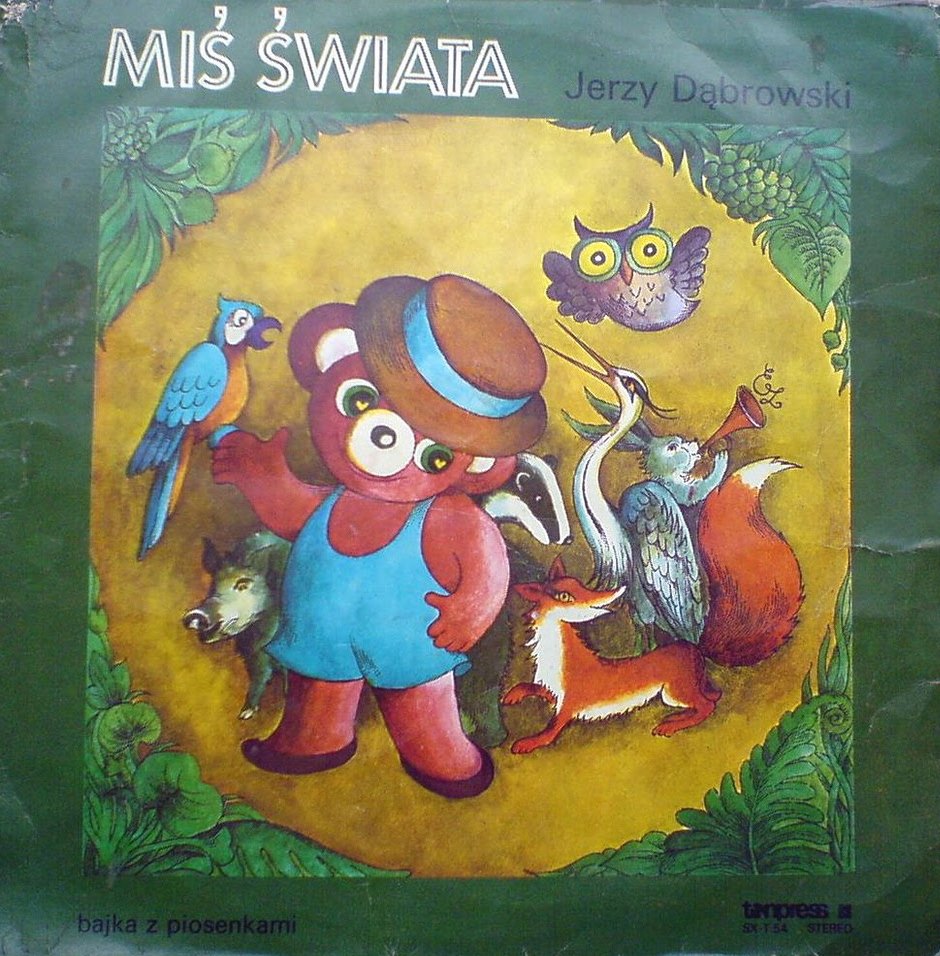 MIŚ ŚWIATA
Jerzy Dąbrowski
bajka z piosenkami
tonpress
SX-T 54 STEREO